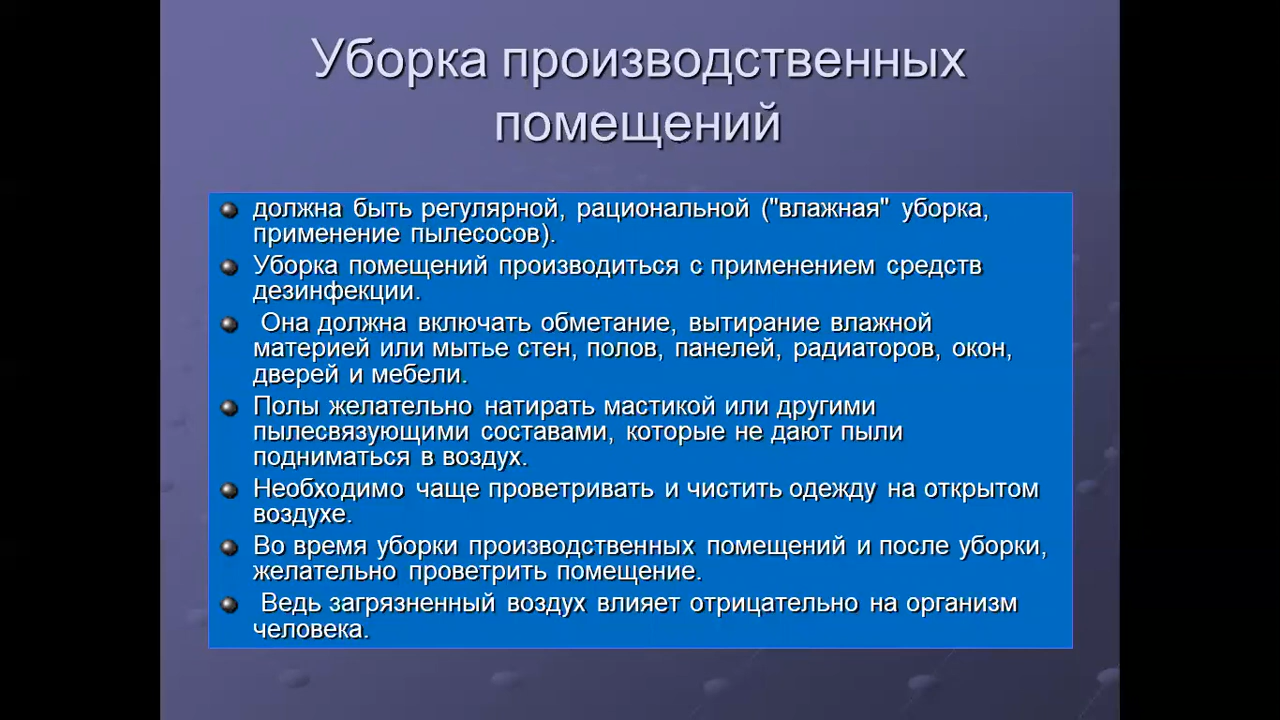 Уборка производственных
помещений
должна быть регулярной, рациональной ("влажная" уборка,
применение пылесосов).
Уборка помещений производиться с применением средств
дезинфекции.
Она должна включать обметание, вытирание влажной
материей или мытье стен, полов, панелей, радиаторов, окон,
дверей и мебели.
Полы желательно натирать мастикой или другими
пылесвязующими составами, которые не дают пыли
подниматься в воздух.
Необходимо чаще проветривать и чистить одежду на открытом
воздухе.
Во время уборки производственных помещений и после уборки,
желательно проветрить помещение.
Ведь загрязненный воздух влияет отрицательно на организм
человека.